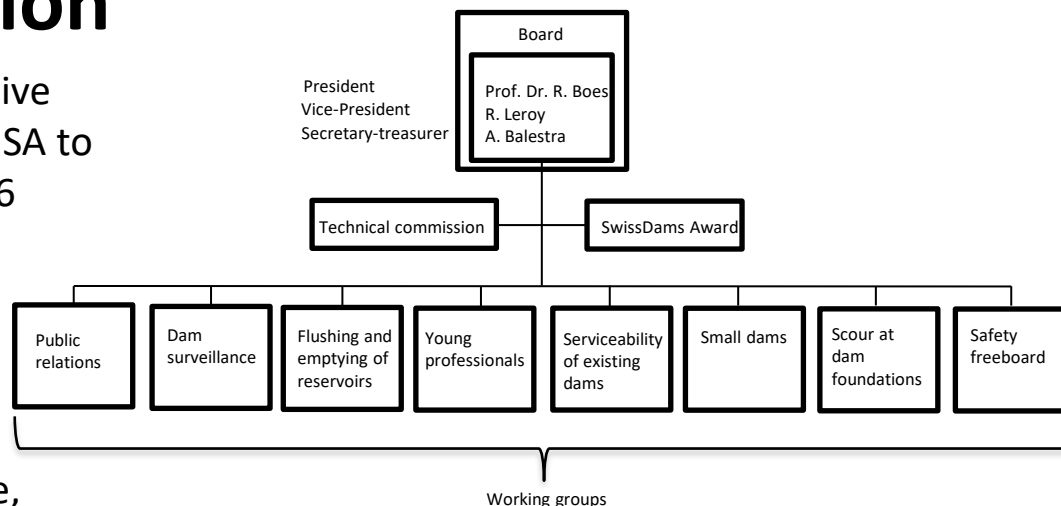 ion
ive
SA to
6
e,
Board
President
Vice-President
Secretary-treasurer
Prof. Dr. R. Boes
R. Leroy
A. Balestra
Technical commission
SwissDams Award
Public
relations
Dam
surveillance
Flushing and
emptying of
reservoirs
Young
professionals
Serviceability
of existing
dams
Small dams
Scour at
dam
foundations
Safety
freeboard
Working groups